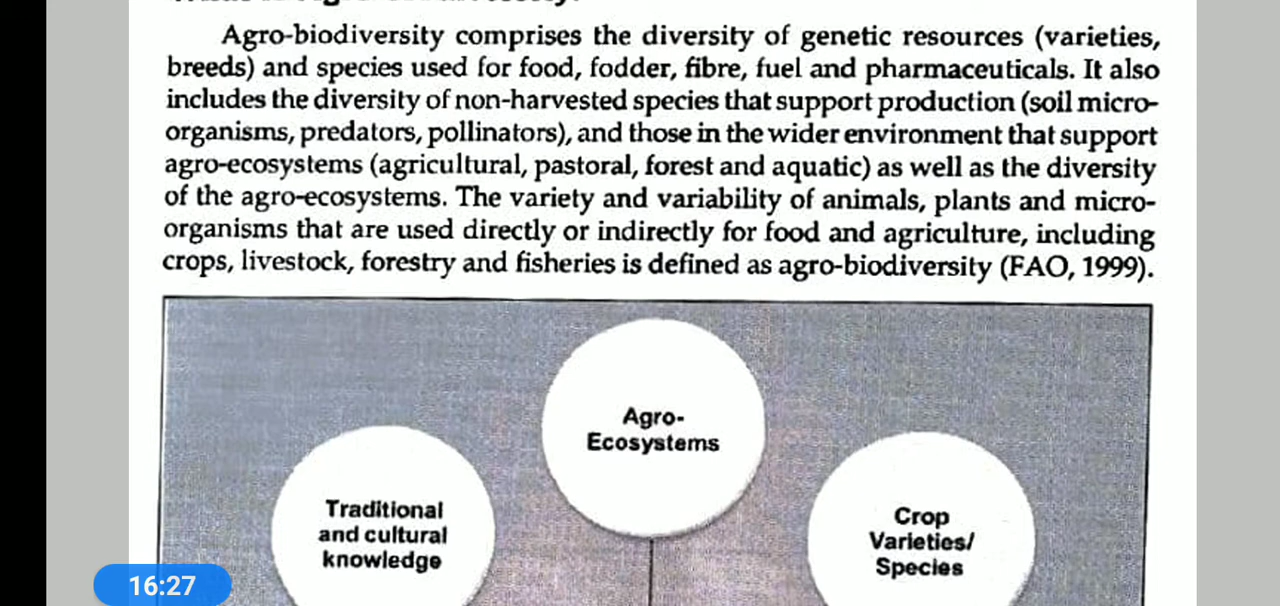 Agro-biodiversity comprises the diversity of genetic resources (varieties,
breeds) and species used for food, fodder, fibre, fuel and pharmaceuticals. It also
includes the diversity of non-harvested species that support production (soil micro-
organisms, predators, pollinators), and those in the wider environment that support
agro-ecosystems (agricultural, pastoral, forest and aquatic) as well as the diversity
of the agro-ecosystems. The variety and variability of animals, plants and micro-
organisms that are used directly or indirectly for food and agriculture, including
crops, livestock, forestry and fisheries is defined as agro-biodiversity (FAO, 1999).
Agro-
Ecosystems
Traditional
and cultural
knowledge
Crop
Varieties/
Species
16:27